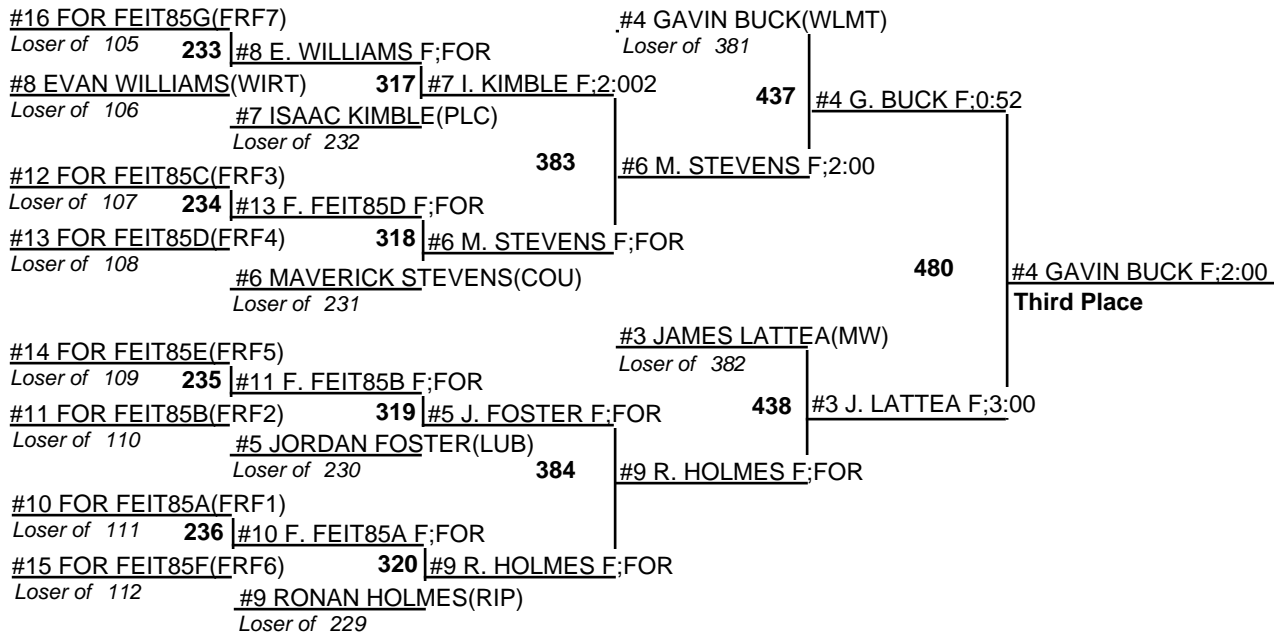 #16 FOR FEIT85G(FRF7)
Loser of 105
233
#8 E. WILLIAMS F;FOR
#8 EVAN WILLIAMS(WIRT)
Loser of 106
317
#7 I. KIMBLE F;2:002
#7 ISAAC KIMBLE(PLC)
Loser of 232
383
#6 M. STEVENS F;2:00
#12 FOR FEIT85C(FRF3)
Loser of 107
234
#13 F. FEIT85D F;FOR
#13 FOR FEIT85D(FRF4)
Loser of 108
318
#6 M. STEVENS F;FOR
#6 MAVERICK STEVENS(COU)
Loser of 231
#14 FOR FEIT85E(FRF5)
Loser of 109
235
#11 F. FEIT85B F;FOR
#11 FOR FEIT85B(FRF2)
Loser of 110
319
#5 J. FOSTER F;FOR
#5 JORDAN FOSTER(LUB)
Loser of 230
384
#9 R. HOLMES F;FOR
#10 FOR FEIT85A(FRF1)
Loser of 111
236
#10 F. FEIT85A F;FOR
#15 FOR FEIT85F(FRF6)
Loser of 112
320
#9 R. HOLMES F;FOR
#9 RONAN HOLMES(RIP)
Loser of 229
#4 GAVIN BUCK(WLMT)
Loser of 381
437
#4 G. BUCK F;0:52
#3 JAMES LATTEA(MW)
Loser of 382
438
#3 J. LATTEA F;3:00
480
#4 GAVIN BUCK F;2:00
Third Place